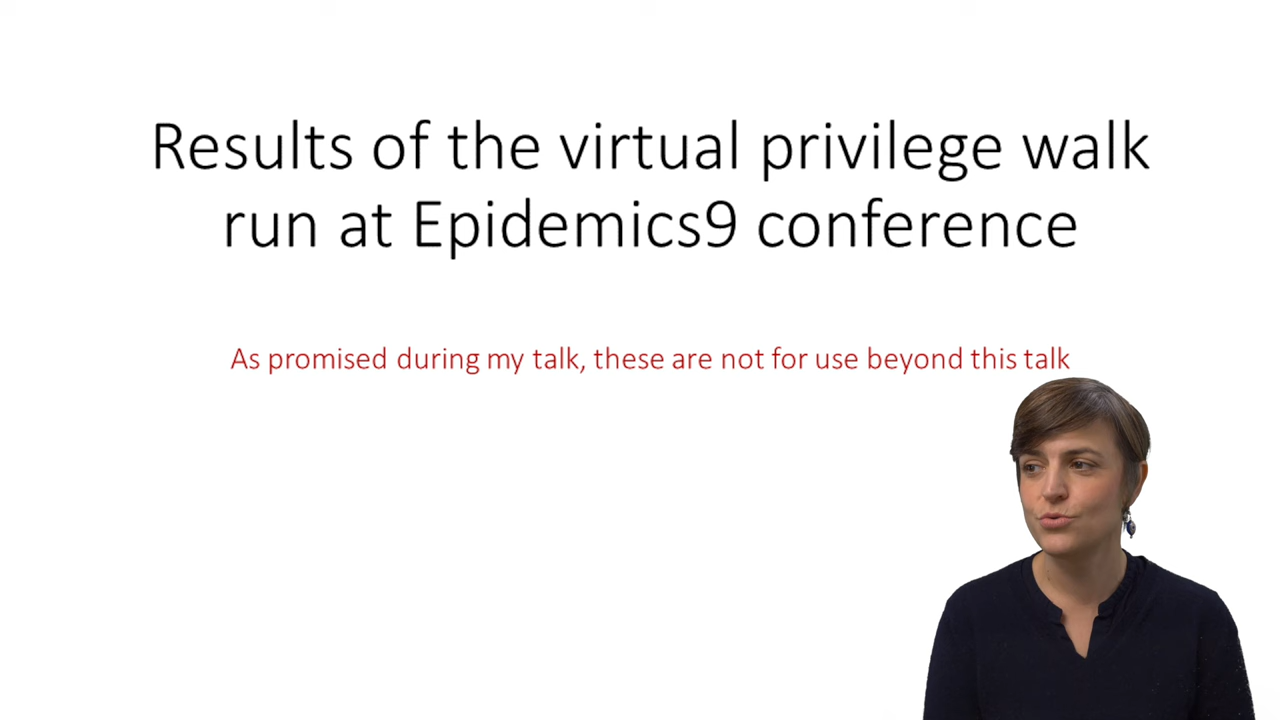 Results of the virtual privilege walk
run at Epidemics9 conference
As promised during my talk, these are not for use beyond this talk